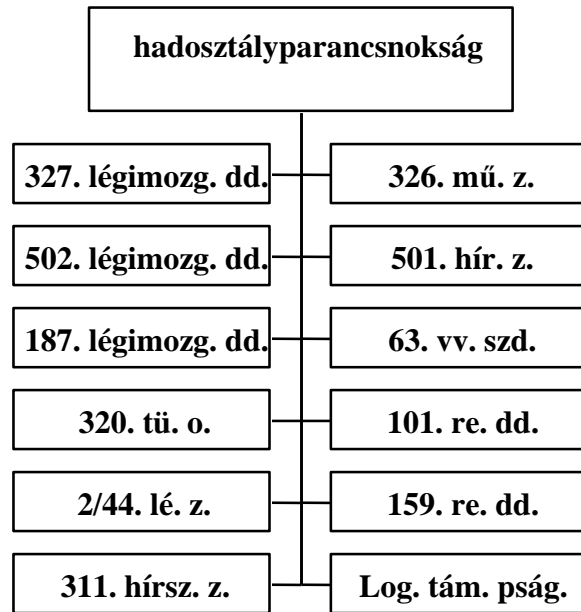 hadosztályparancsnokság
327. légimozg. dd.
326. mű. z.
502. légimozg. dd.
501. hír. z.
187. légimozg. dd.
63. vv. szd.
320. tü. o.
101. re. dd.
2/44. lé. z.
159. re. dd.
311. hírsz. z.
Log. tám. pság.